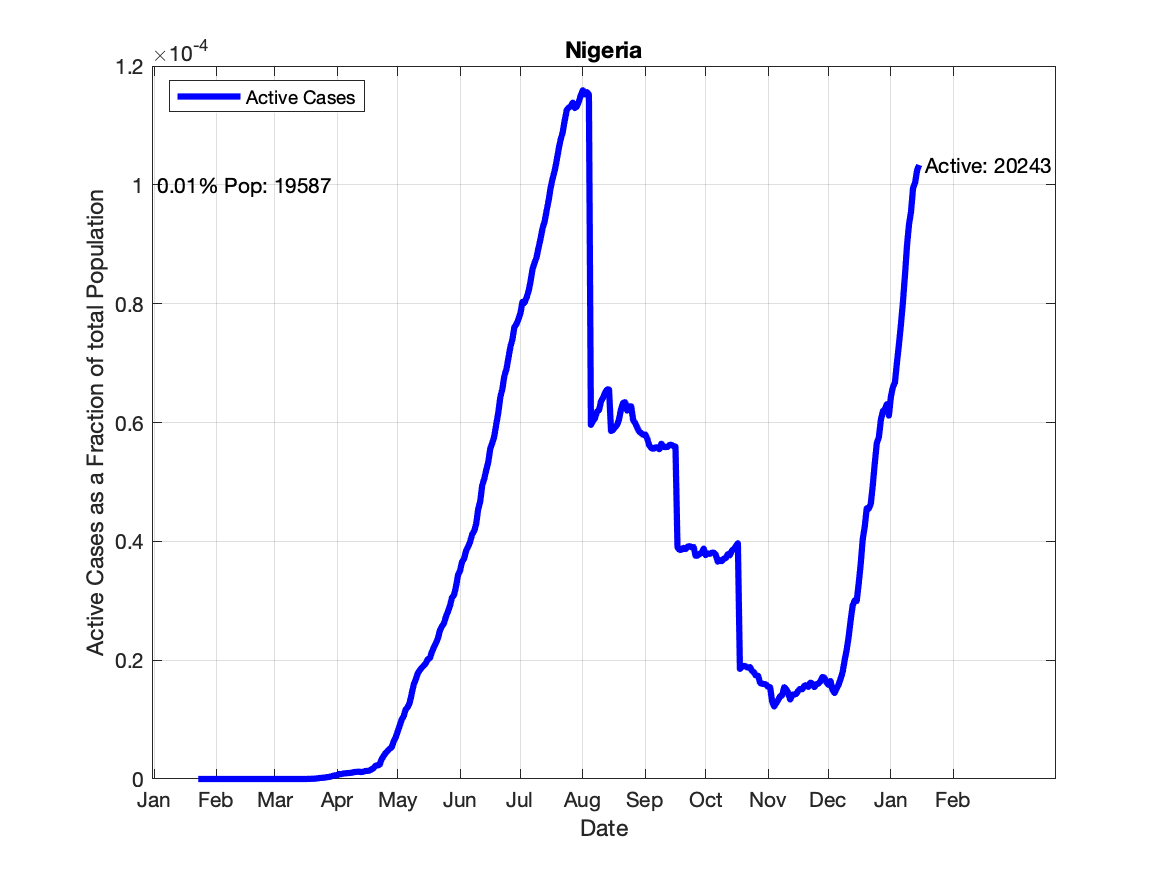 Nigeria
×10-4
1.2
1
0.8
0.6
0.4
0.2
0
Active Cases
0.01% Pop: 19587
Active: 20243
Active Cases as a Fraction of total Population
Jan Feb Mar Apr May Jun Jul Aug Sep Oct Nov Dec Jan Feb
Date